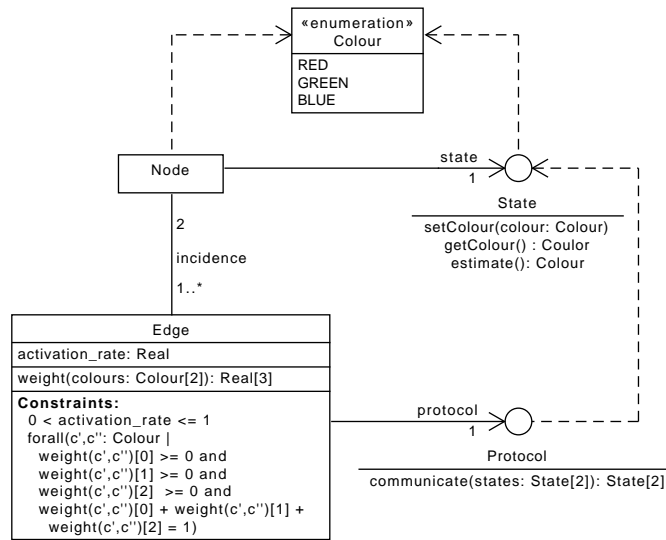 «enumeration»
Colour
RED
GREEN
BLUE
Node
state
1
State
setColour(colour: Colour)
getColour() : Coulor
estimate(): Colour
2
incidence
1..*
Edge
activation_rate: Real
weight(colours: Colour[2]): Real[3]
Constraints:
0 < activation_rate <= 1
forall(c',c'': Colour |
weight(c',c'')[0] >= 0 and
weight(c',c'')[1] >= 0 and
weight(c',c'')[2] >= 0 and
weight(c',c'')[0] + weight(c',c'')[1] +
weight(c',c'')[2] = 1)
protocol
1
Protocol
communicate(states: State[2]): State[2]